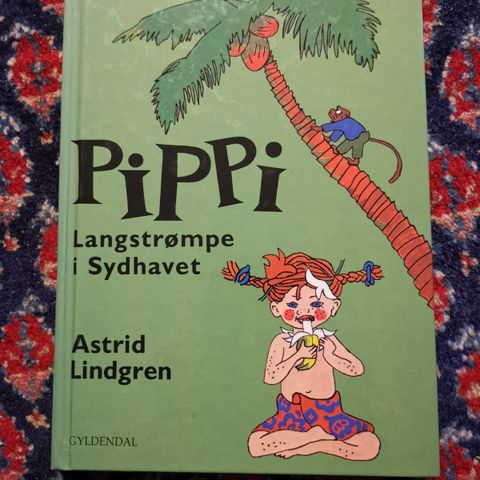 PiPPi
Langstrømpe
i Sydhavet
Astrid
Lindgren
GYLDENDAL